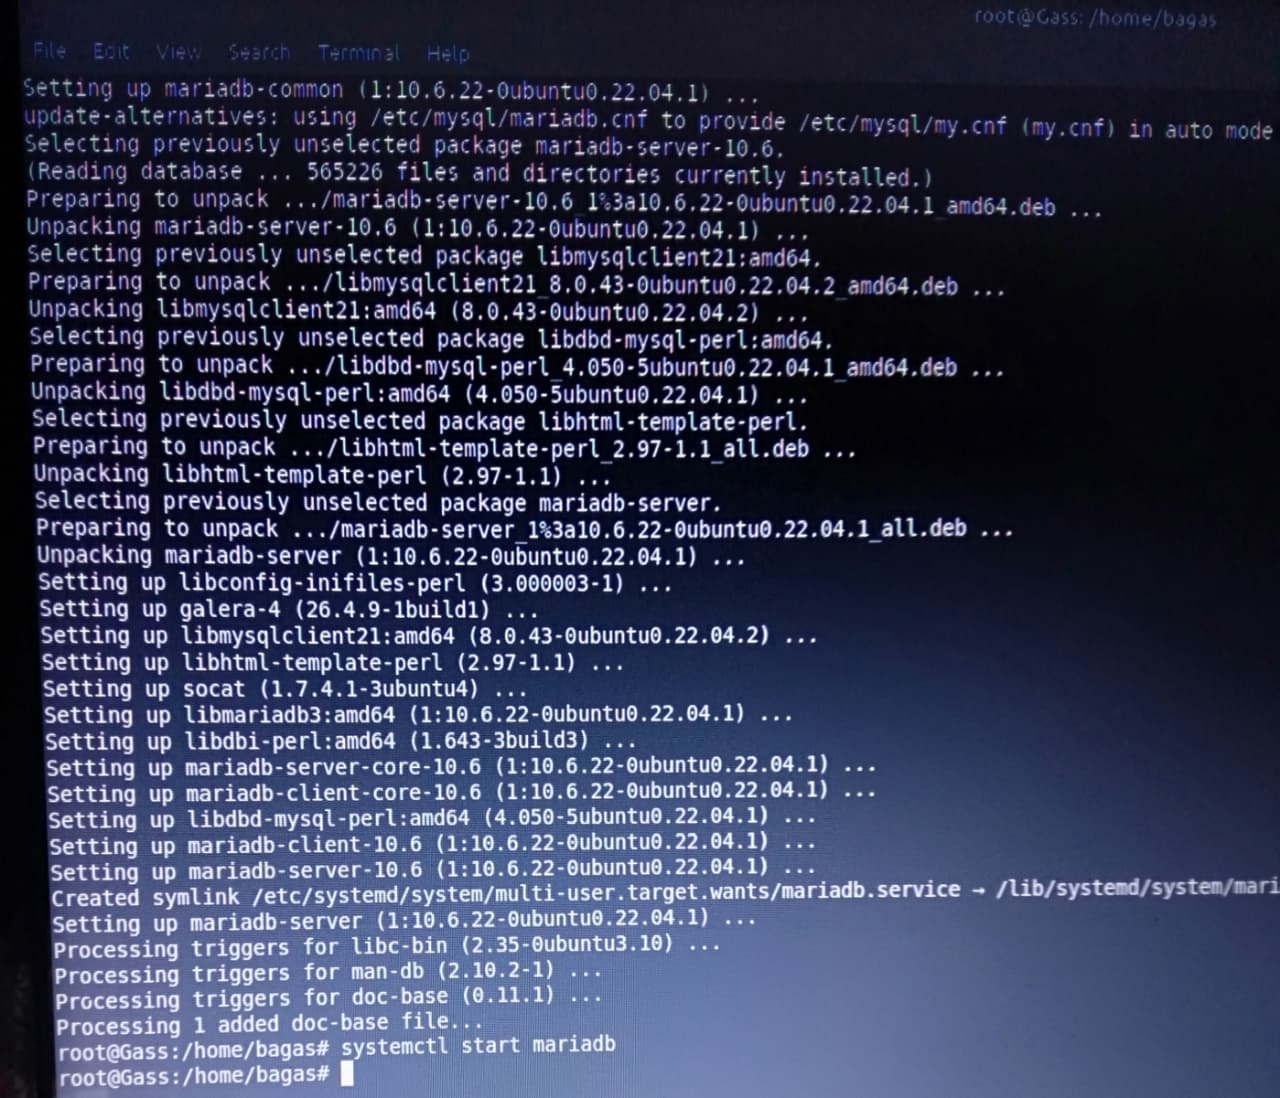 root@Gass: /home/bagas
File Edit View Search Terminal Help
Setting up mariadb-common (1:10.6.22-0ubuntu0.22.04.1) ...
update-alternatives: using /etc/mysql/mariadb.cnf to provide /etc/mysql/my.cnf (my.cnf) in auto mode
Selecting previously unselected package mariadb-server-10.6.
(Reading database ... 565226 files and directories currently installed.)
Preparing to unpack .../mariadb-server-10.6_1%3a10.6.22-0ubuntu0.22.04.1_amd64.deb ...
Unpacking mariadb-server-10.6 (1:10.6.22-0ubuntu0.22.04.1) ...
Selecting previously unselected package libmysqlclient21:amd64.
Preparing to unpack .../libmysqlclient21_8.0.43-0ubuntu0.22.04.2_amd64.deb ...
Unpacking libmysqlclient21:amd64 (8.0.43-0ubuntu0.22.04.2) ...
Selecting previously unselected package libdbd-mysql-perl:amd64.
Preparing to unpack .../libdbd-mysql-perl_4.050-5ubuntu0.22.04.1_amd64.deb ...
Unpacking libdbd-mysql-perl:amd64 (4.050-5ubuntu0.22.04.1) ...
Selecting previously unselected package libhtml-template-perl.
Preparing to unpack .../libhtml-template-perl_2.97-1.1_all.deb ...
Unpacking libhtml-template-perl (2.97-1.1) ...
Selecting previously unselected package mariadb-server.
Preparing to unpack .../mariadb-server_1%3a10.6.22-0ubuntu0.22.04.1_all.deb ...
Unpacking mariadb-server (1:10.6.22-0ubuntu0.22.04.1) ...
Setting up libconfig-inifiles-perl (3.000003-1) ...
Setting up galera-4 (26.4.9-1build1) ...
Setting up libmysqlclient21:amd64 (8.0.43-0ubuntu0.22.04.2) ...
Setting up libhtml-template-perl (2.97-1.1) ...
Setting up socat (1.7.4.1-3ubuntu4) ...
Setting up libmariadb3:amd64 (1:10.6.22-0ubuntu0.22.04.1) ...
Setting up libdbi-perl:amd64 (1.643-3build3) ...
Setting up mariadb-server-core-10.6 (1:10.6.22-0ubuntu0.22.04.1) ...
Setting up mariadb-client-core-10.6 (1:10.6.22-0ubuntu0.22.04.1) ...
Setting up libdbd-mysql-perl:amd64 (4.050-5ubuntu0.22.04.1) ...
Setting up mariadb-client-10.6 (1:10.6.22-0ubuntu0.22.04.1) ...
Setting up mariadb-server-10.6 (1:10.6.22-0ubuntu0.22.04.1) ...
Created symlink /etc/systemd/system/multi-user.target.wants/mariadb.service → /lib/systemd/system/mari
Setting up mariadb-server (1:10.6.22-0ubuntu0.22.04.1) ...
Processing triggers for libc-bin (2.35-0ubuntu3.10) ...
Processing triggers for man-db (2.10.2-1) ...
Processing triggers for doc-base (0.11.1) ...
Processing 1 added doc-base file...
root@Gass:/home/bagas# systemctl start mariadb
root@Gass:/home/bagas#